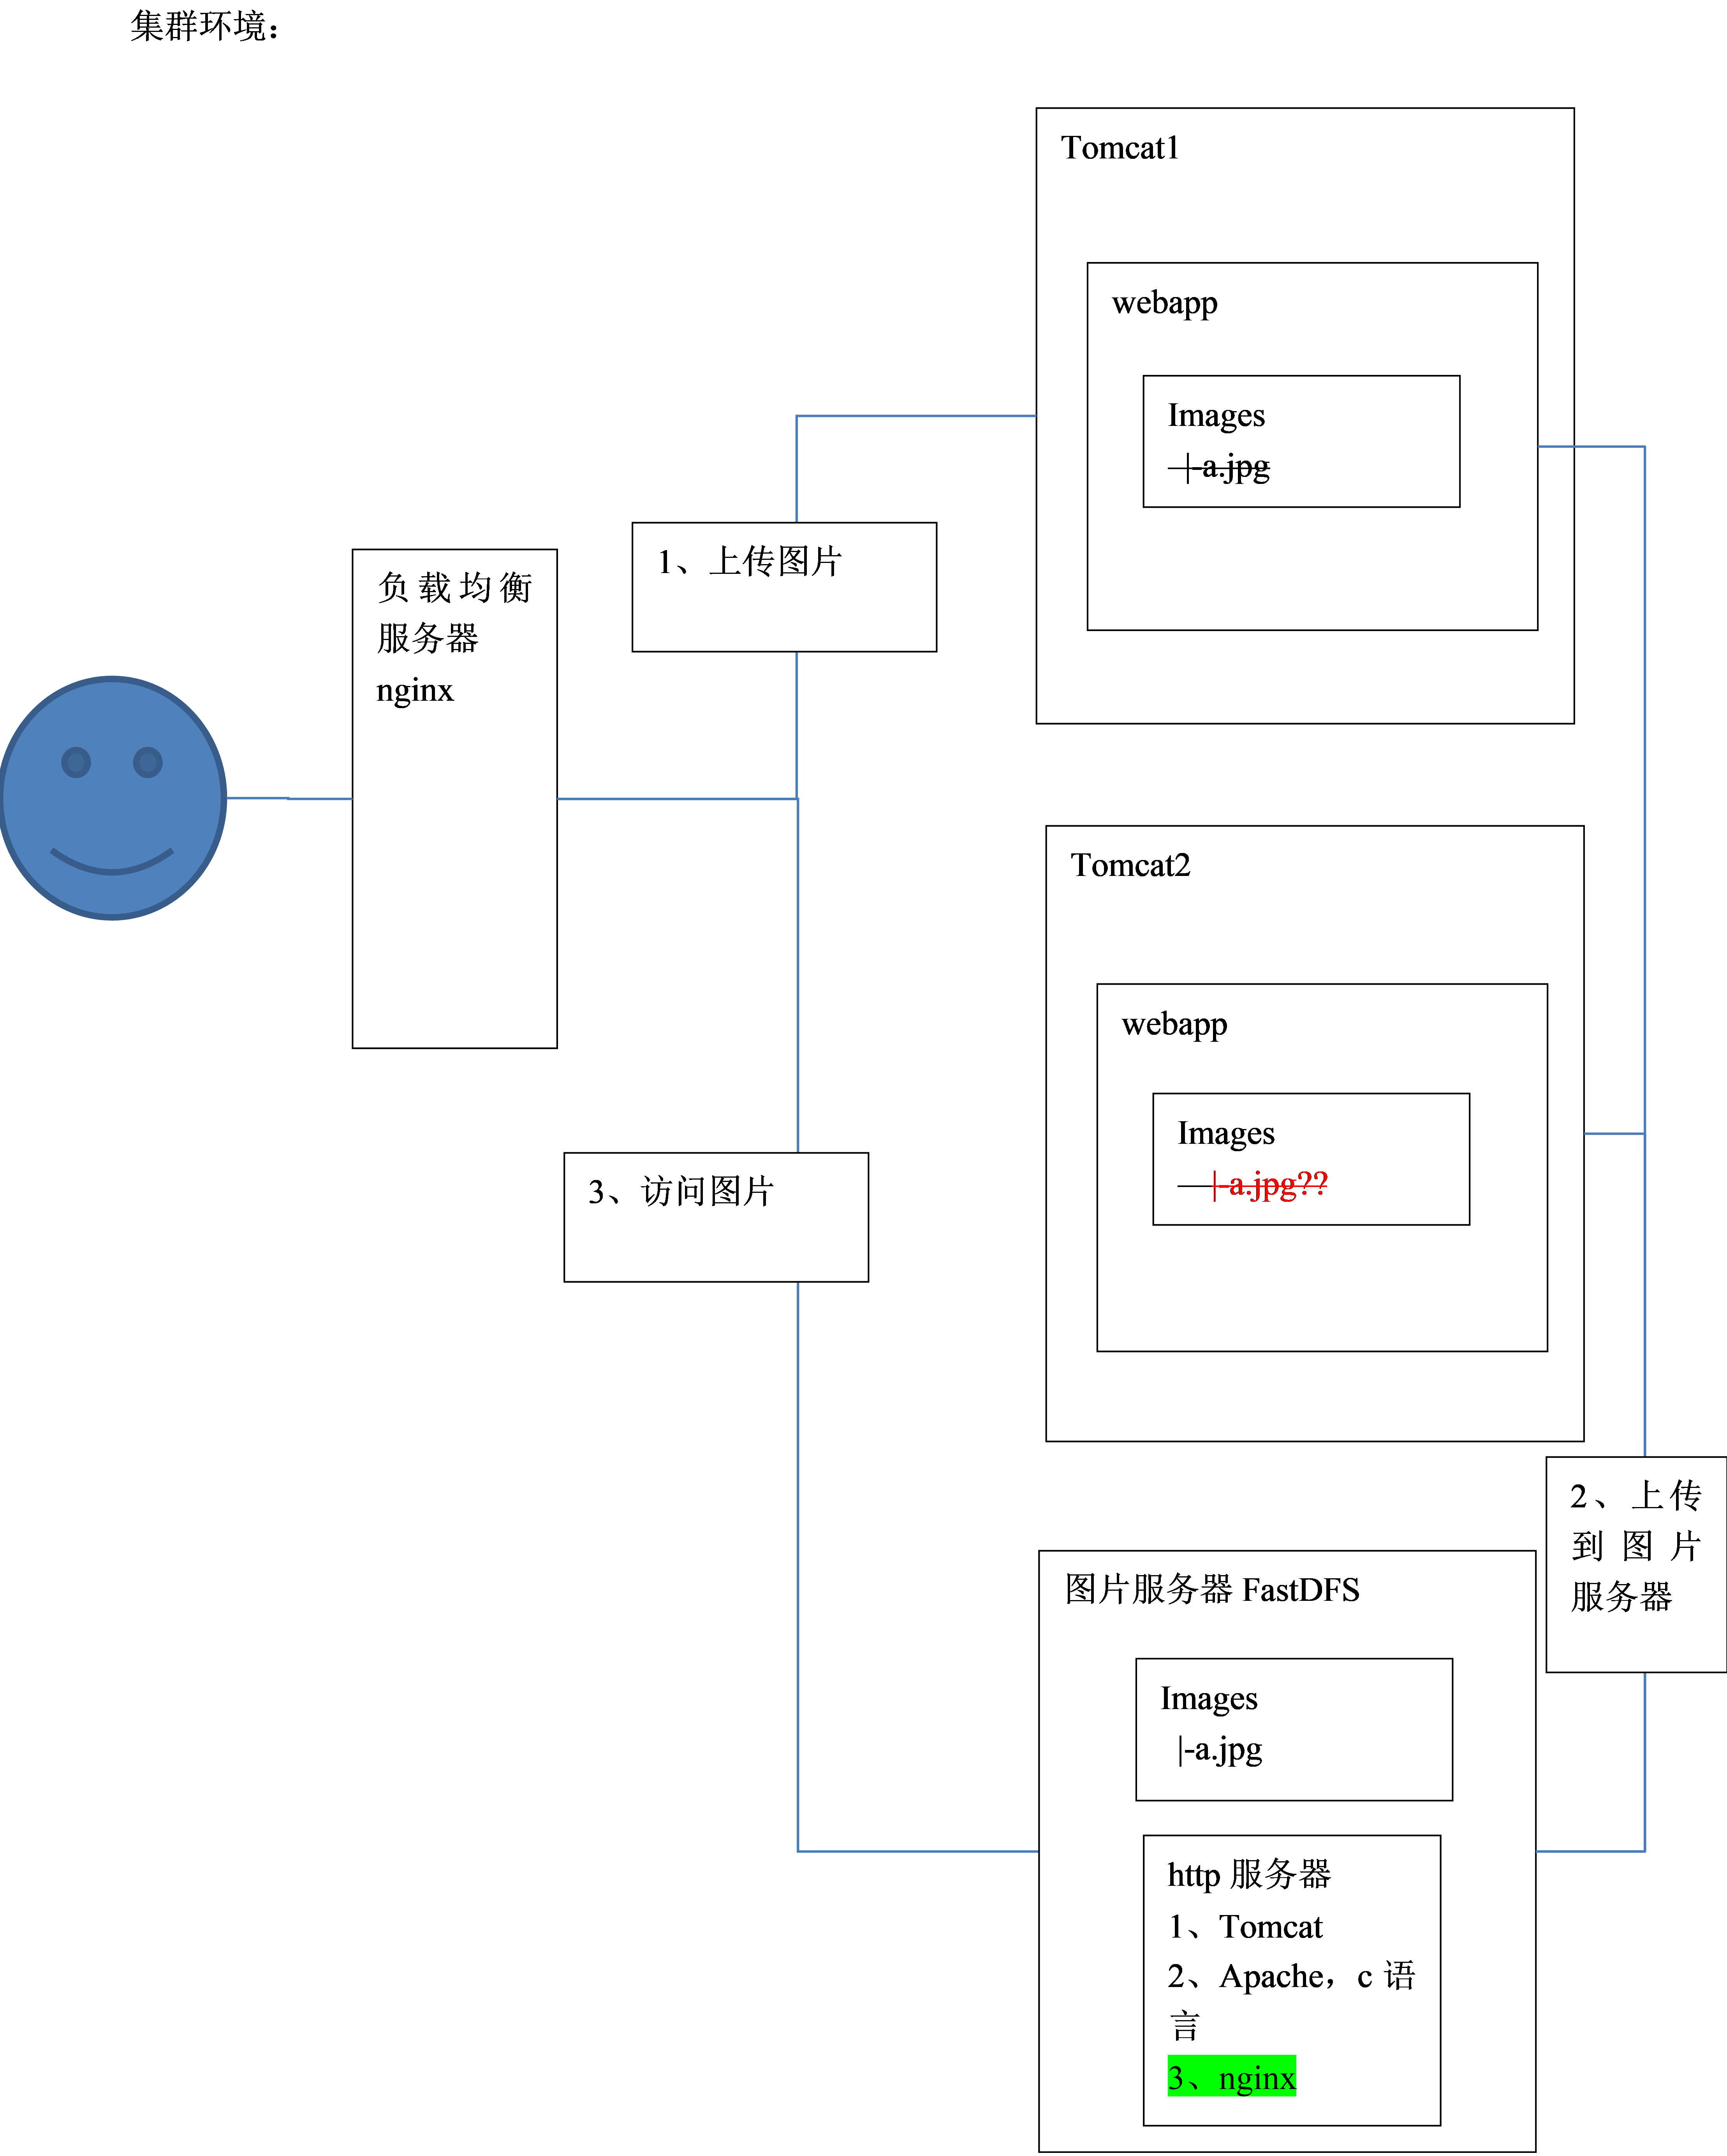 集群环境：
Tomcat1
webapp
Images
|-a.jpg
1、上传图片
负载均衡
服务器
nginx
Tomcat2
webapp
Images
|-a.jpg??
3、访问图片
2、上传
到图片
服务器
图片服务器 FastDFS
Images
|-a.jpg
http 服务器
1、Tomcat
2、Apache，c 语
言
3、nginx